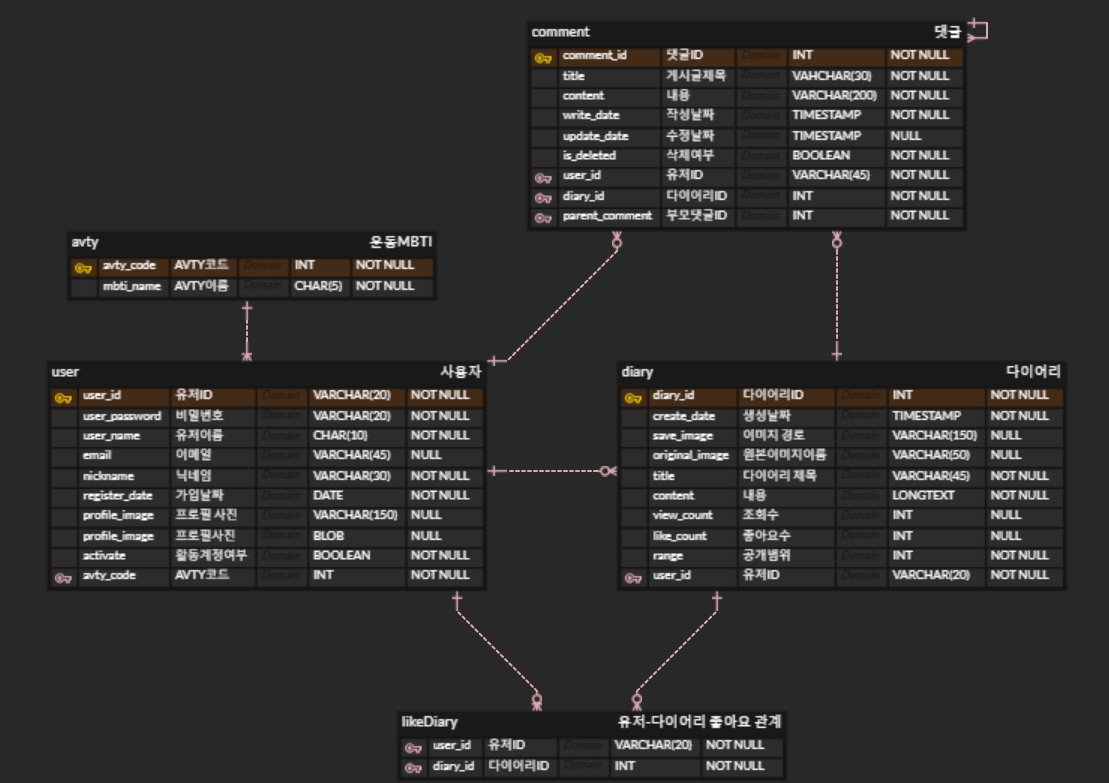 comment 댓글
comment_id 댓글ID Domain INT NOT NULL
title 게시글제목 Domain VAHCHAR(30) NOT NULL
content 내용 Domain VARCHAR(200) NOT NULL
write_date 작성날짜 Domain TIMESTAMP NOT NULL
update_date 수정날짜 Domain TIMESTAMP NULL
is_deleted 삭제여부 Domain BOOLEAN NOT NULL
user_id 유저ID Domain VARCHAR(45) NOT NULL
diary_id 다이어리ID Domain INT NOT NULL
parent_comment 부모댓글ID Domain INT NOT NULL
avty 운동MBTI
avty_code AVTY코드 Domain INT NOT NULL
mbti_name AVTY이름 Domain CHAR(5) NOT NULL
user 사용자
user_id 유저ID Domain VARCHAR(20) NOT NULL
user_password 비밀번호 Domain VARCHAR(20) NOT NULL
user_name 유저이름 Domain CHAR(10) NOT NULL
email 이메일 Domain VARCHAR(45) NULL
nickname 닉네임 Domain VARCHAR(30) NOT NULL
register_date 가입날짜 Domain DATE NOT NULL
profile_image 프로필 사진 Domain VARCHAR(150) NULL
profile_image 프로필사진 Domain BLOB NULL
activate 활동계정여부 Domain BOOLEAN NOT NULL
avty_code AVTY코드 Domain INT NOT NULL
diary 다이어리
diary_id 다이어리ID Domain INT NOT NULL
create_date 생성날짜 Domain TIMESTAMP NOT NULL
save_image 이미지 경로 Domain VARCHAR(150) NULL
original_image 원본이미지이름 Domain VARCHAR(50) NULL
title 다이어리 제목 Domain VARCHAR(45) NOT NULL
content 내용 Domain LONGTEXT NOT NULL
view_count 조회수 Domain INT NULL
like_count 좋아요수 Domain INT NULL
range 공개범위 Domain INT NOT NULL
user_id 유저ID Domain VARCHAR(20) NOT NULL
likeDiary 유저-다이어리 좋아요 관계
user_id 유저ID Domain VARCHAR(20) NOT NULL
diary_id 다이어리ID Domain INT NOT NULL